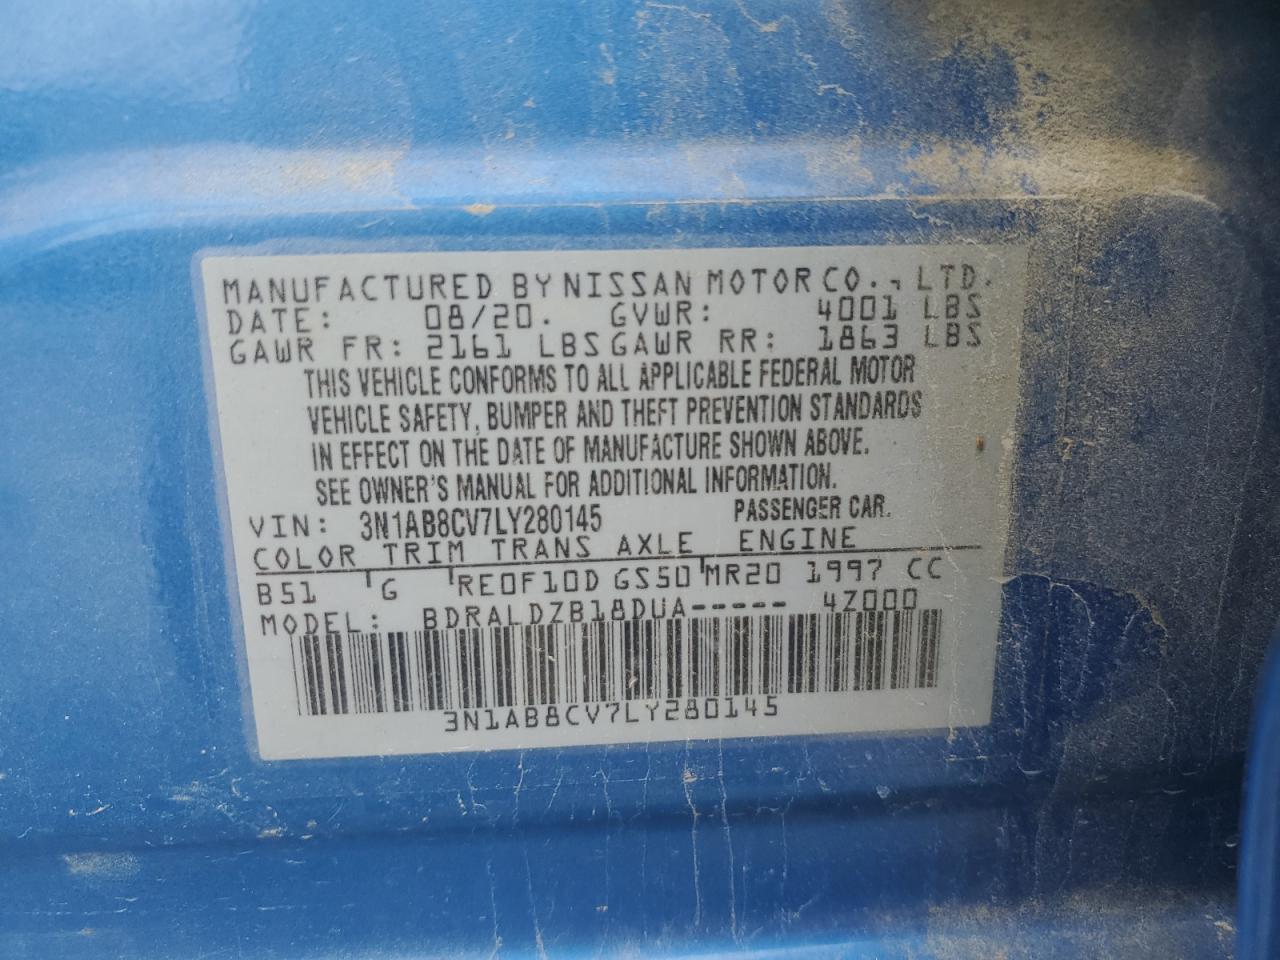 MANUFACTURED BY NISSAN MOTOR CO., LTD.
DATE: 08/20. GVWR: 4001 LBS
GAWR FR: 2161 LBS GAWR RR: 1863 LBS
THIS VEHICLE CONFORMS TO ALL APPLICABLE FEDERAL MOTOR
VEHICLE SAFETY, BUMPER AND THEFT PREVENTION STANDARDS
IN EFFECT ON THE DATE OF MANUFACTURE SHOWN ABOVE.
SEE OWNER'S MANUAL FOR ADDITIONAL INFORMATION.
VIN: 3N1AB8CV7LY280145 PASSENGER CAR.
COLOR TRIM TRANS AXLE ENGINE
B51 G RE0F10D GS50 MR20 1997 CC
MODEL: BDRALDZB18DUA----- 4Z000
3N1AB8CV7LY280145